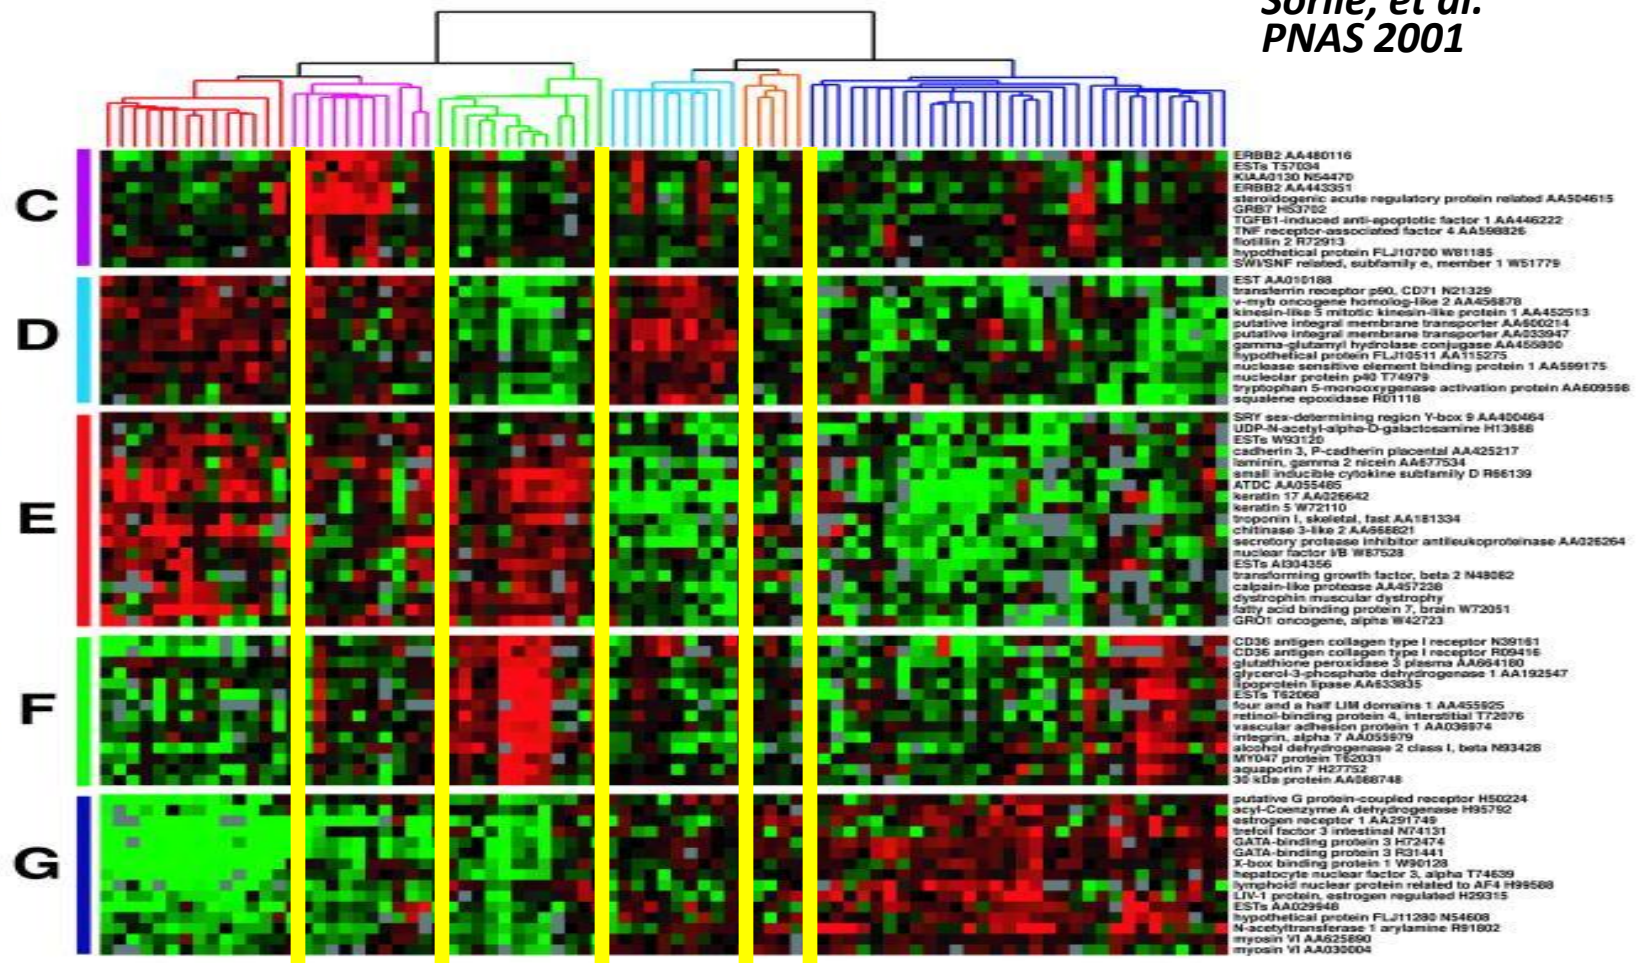 Sorlie, et al.
PNAS 2001
C
ERBB2 AA480116
ESTs T57034
KIAA0130 N54470
ERBB2 AA443351
steroidogenic acute regulatory protein related AA504615
GRB7 H53702
TGFB1-induced anti-apoptotic factor 1 AA446222
TNF receptor-associated factor 4 AA598826
flotillin 2 R72913
hypothetical protein FLJ10700 W81185
SWI/SNF related, subfamily e, member 1 W51779
D
EST AA010188
transferrin receptor p90, CD71 N21329
v-myb oncogene homolog-like 2 AA456878
kinesin-like 5 mitotic kinesin-like protein 1 AA452513
putative integral membrane transporter AA600214
putative integral membrane transporter AA033947
gamma-glutamyl hydrolase conjugase AA455800
hypothetical protein FLJ10511 AA115275
nuclease sensitive element binding protein 1 AA599175
nucleolar protein p40 T74979
tryptophan 5-monooxygenase activation protein AA609598
squalene epoxidase R01118
E
SRY sex-determining region Y-box 9 AA400464
UDP-N-acetyl-alpha-D-galactosamine H13688
ESTs W93120
cadherin 3, P-cadherin placental AA425217
laminin, gamma 2 nicein AA677534
small inducible cytokine subfamily D R66139
ATDC AA055485
keratin 17 AA026642
keratin 5 W72110
troponin I, skeletal, fast AA181334
chitinase 3-like 2 AA668821
secretory protease inhibitor antileukoproteinase AA026264
nuclear factor I/B W87528
ESTs AI304356
transforming growth factor, beta 2 N48082
calpain-like protease AA457238
dystrophin muscular dystrophy
fatty acid binding protein 7, brain W72051
GRO1 oncogene, alpha W42723
F
CD36 antigen collagen type I receptor N39161
CD36 antigen collagen type I receptor R09416
glutathione peroxidase 3 plasma AA664180
glycerol-3-phosphate dehydrogenase 1 AA192547
lipoprotein lipase AA633835
ESTs T62068
four and a half LIM domains 1 AA455925
retinol-binding protein 4, interstitial T72076
vascular adhesion protein 1 AA036974
integrin, alpha 7 AA055979
alcohol dehydrogenase 2 class I, beta N93428
MY047 protein T62031
aquaporin 7 H27752
30 kDa protein AA088748
G
putative G protein-coupled receptor H50224
acyl-Coenzyme A dehydrogenase H95792
estrogen receptor 1 AA291749
trefoil factor 3 intestinal N74131
GATA-binding protein 3 H72474
GATA-binding protein 3 R31441
X-box binding protein 1 W90128
hepatocyte nuclear factor 3, alpha T74639
lymphoid nuclear protein related to AF4 H99588
LIV-1 protein, estrogen regulated H29315
ESTs AA029948
hypothetical protein FLJ11280 N54608
N-acetyltransferase 1 arylamine R91802
myosin VI AA625890
myosin VI AA030004